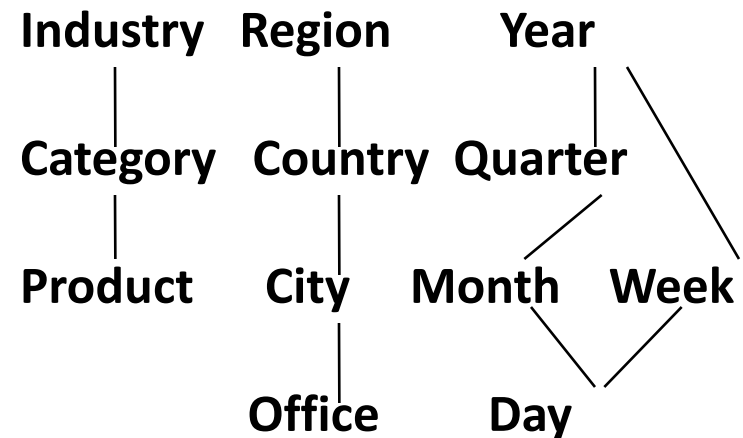 Industry Region Year
Category Country Quarter
Product City Month Week
Office Day